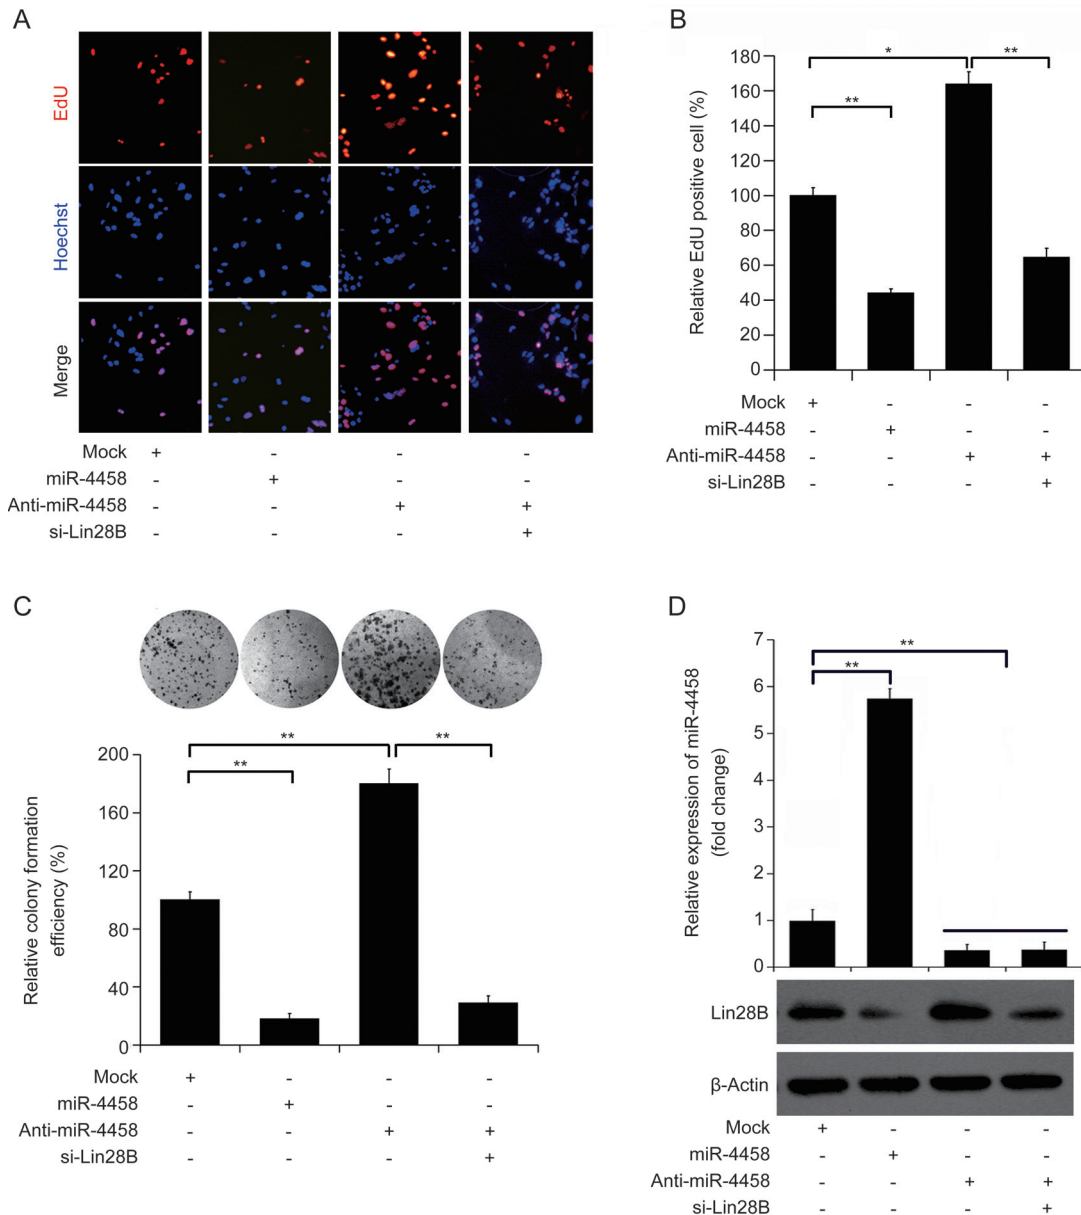 A
EdU
Hoechst
Merge
Mock + - - -
miR-4458 - + - -
Anti-miR-4458 - - + +
si-Lin28B - - - +
B
Relative EdU positive cell (%)
180
160
140
120
100
80
60
40
20
0
* **
**
Mock + - - -
miR-4458 - + - -
Anti-miR-4458 - - + +
si-Lin28B - - - +
C
Relative colony formation
efficiency (%)
200
160
120
80
40
0
** **
**
Mock + - - -
miR-4458 - + - -
Anti-miR-4458 - - + +
si-Lin28B - - - +
D
Relative expression of miR-4458
(fold change)
7
6
5
4
3
2
1
0
**
**
Lin28B
β-Actin
Mock + - - -
miR-4458 - + - -
Anti-miR-4458 - - + +
si-Lin28B - - - +